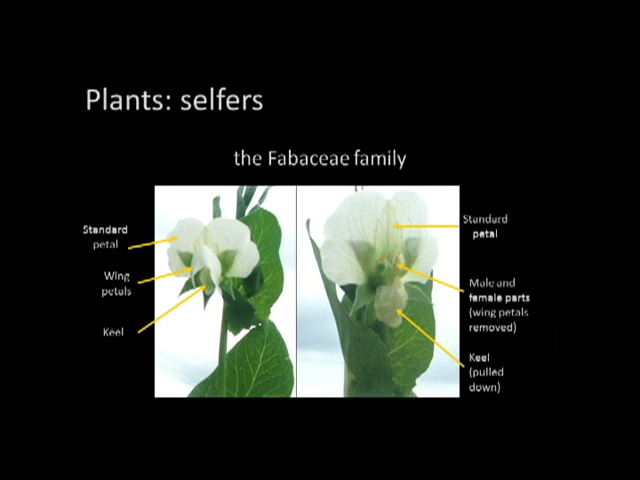 Plants: selfers
the Fabaceae family
Standard
petal
Wing
petals
Keel
Standard
petal
Male and
female parts
(wing petals
removed)
Keel
(pulled
down)